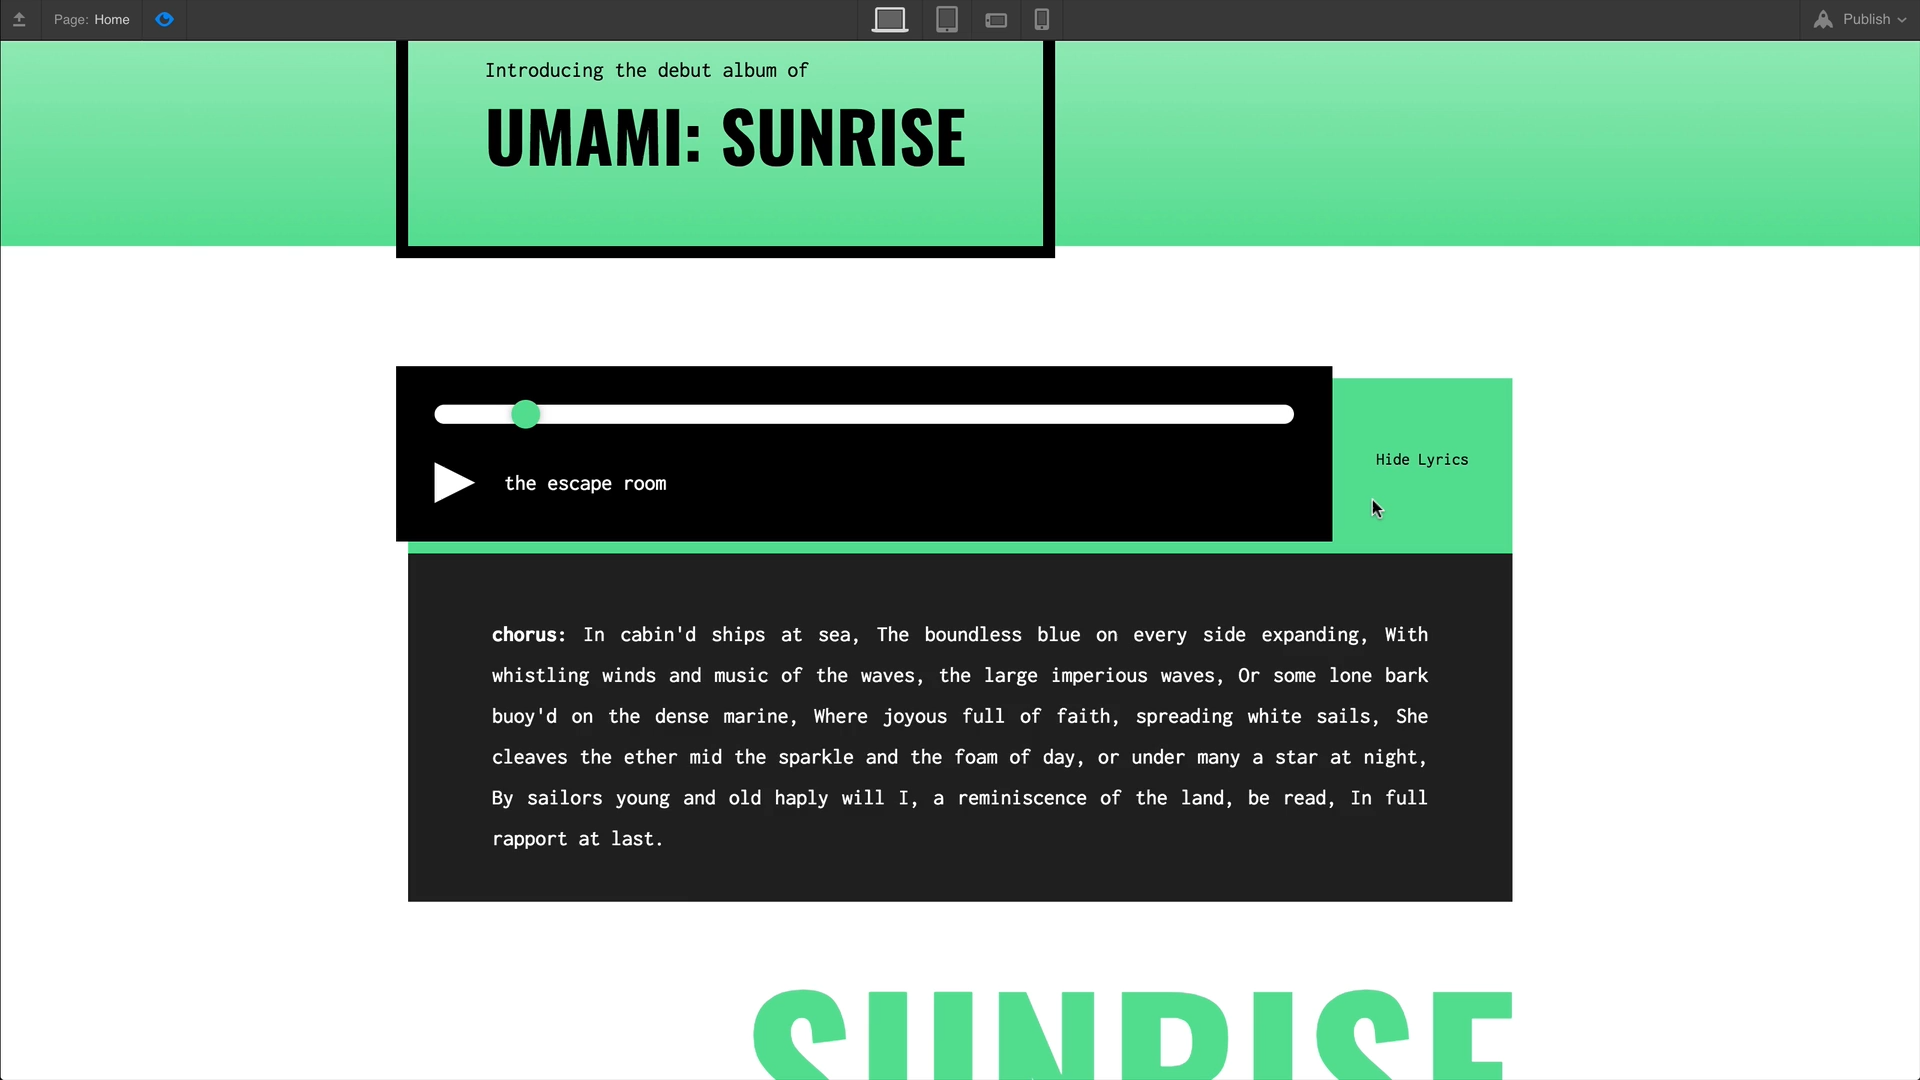 Page: Home
Publish
Introducing the debut album of
UMAMI: SUNRISE
Hide Lyrics
the escape room
chorus: In cabin'd ships at sea, The boundless blue on every side expanding, With
whistling winds and music of the waves, the large imperious waves, Or some lone bark
buoy'd on the dense marine, Where joyous full of faith, spreading white sails, She
cleaves the ether mid the sparkle and the foam of day, or under many a star at night,
By sailors young and old haply will I, a reminiscence of the land, be read, In full
rapport at last.
SUNRISE